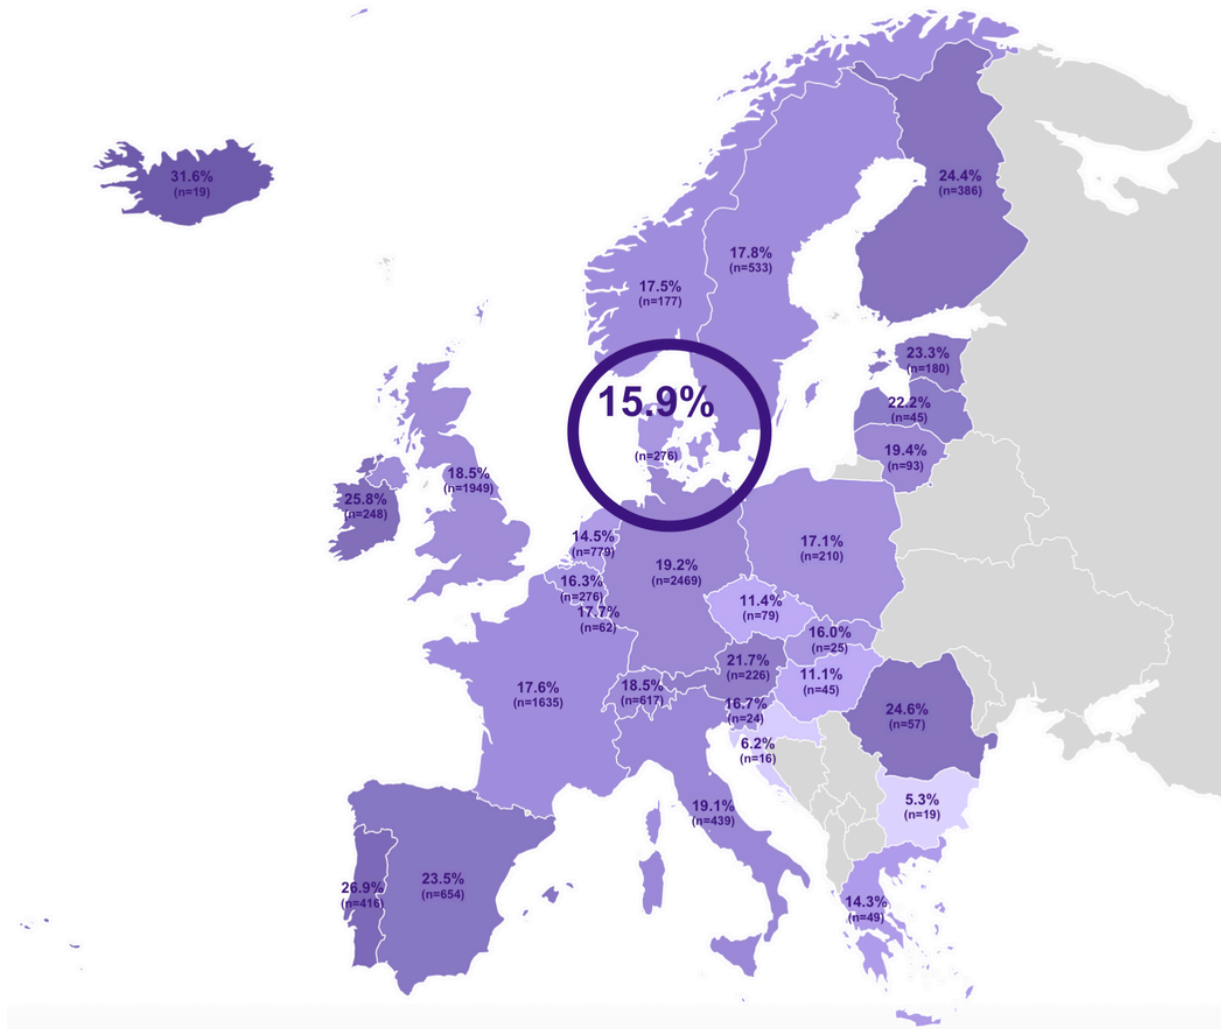 31.6%
(n=19)
24.4%
(n=386)
17.8%
(n=533)
17.5%
(n=177)
23.3%
(n=180)
15.9%
(n=276)
22.2%
(n=45)
19.4%
(n=93)
18.5%
(n=1949)
25.8%
(n=248)
14.5%
(n=779)
17.1%
(n=210)
19.2%
(n=2469)
16.3%
(n=276)
17.7%
(n=62)
11.4%
(n=79)
16.0%
(n=25)
21.7%
(n=226)
11.1%
(n=45)
17.6%
(n=1635)
18.5%
(n=617)
16.7%
(n=24)
24.6%
(n=57)
6.2%
(n=16)
19.1%
(n=439)
5.3%
(n=19)
26.9%
(n=416)
23.5%
(n=654)
14.3%
(n=49)